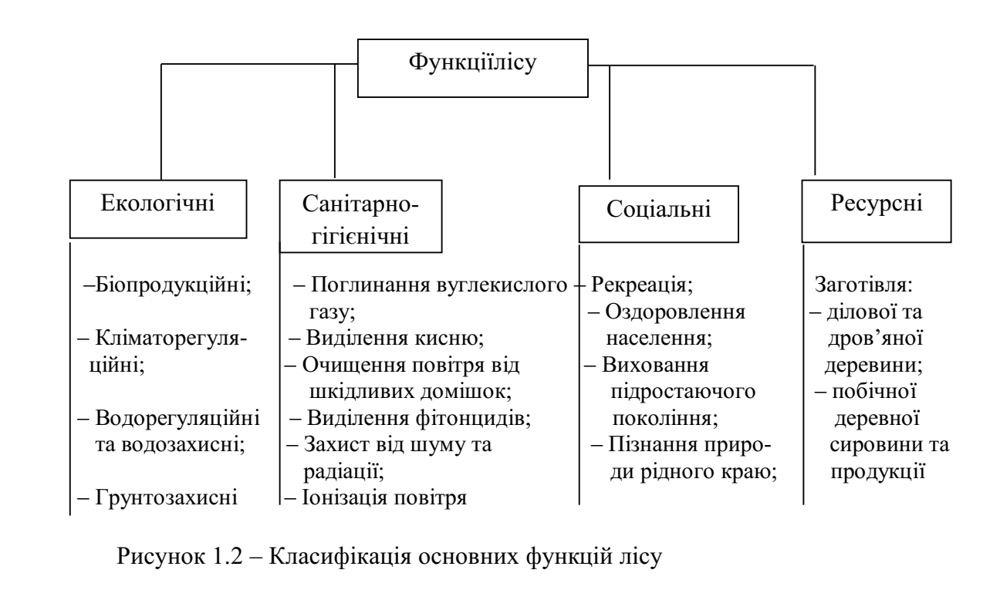 Функціїлісу
Екологічні
–Біопродукційні;
– Кліматорегуля-
ційні;
– Водорегуляційні
та водозахисні;
– Грунтозахисні
Санітарно-
гігієнічні
– Поглинання вуглекислого
газу;
– Виділення кисню;
– Очищення повітря від
шкідливих домішок;
– Виділення фітонцидів;
– Захист від шуму та
радіації;
– Іонізація повітря
Соціальні
– Рекреація;
– Оздоровлення
населення;
– Виховання
підростаючого
покоління;
– Пізнання приро-
ди рідного краю;
Ресурсні
Заготівля:
– ділової та
дров’яної
деревини;
– побічної
деревної
сировини та
продукції
Рисунок 1.2 – Класифікація основних функцій лісу